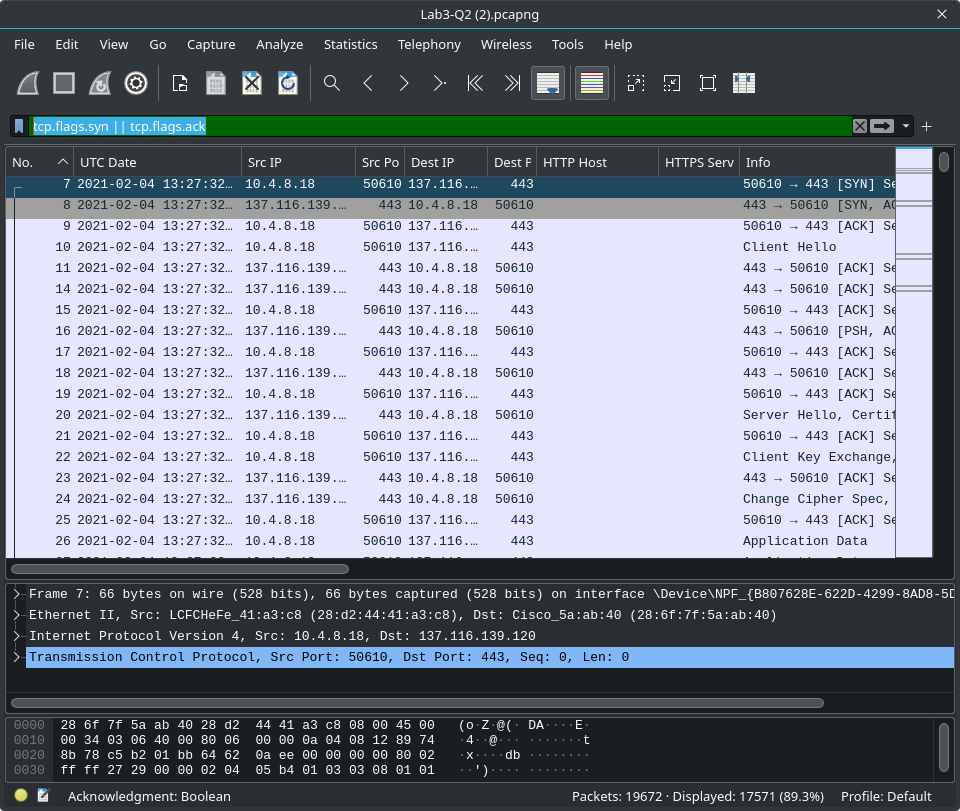 Lab3-Q2 (2).pcapng
File Edit View Go Capture Analyze Statistics Telephony Wireless Tools Help
tcp.flags.syn || tcp.flags.ack
No. UTC Date Src IP Src Po Dest IP Dest P HTTP Host HTTPS Serv Info
7 2021-02-04 13:27:32… 10.4.8.18 50610 137.116.… 443 50610 → 443 [SYN] Se
8 2021-02-04 13:27:32… 137.116.139.… 443 10.4.8.18 50610 443 → 50610 [SYN, AC
9 2021-02-04 13:27:32… 10.4.8.18 50610 137.116.… 443 50610 → 443 [ACK] Se
10 2021-02-04 13:27:32… 10.4.8.18 50610 137.116.… 443 Client Hello
11 2021-02-04 13:27:32… 137.116.139.… 443 10.4.8.18 50610 443 → 50610 [ACK] Se
14 2021-02-04 13:27:32… 137.116.139.… 443 10.4.8.18 50610 443 → 50610 [ACK] Se
15 2021-02-04 13:27:32… 10.4.8.18 50610 137.116.… 443 50610 → 443 [ACK] Se
16 2021-02-04 13:27:32… 137.116.139.… 443 10.4.8.18 50610 443 → 50610 [PSH, AC
17 2021-02-04 13:27:32… 10.4.8.18 50610 137.116.… 443 50610 → 443 [ACK] Se
18 2021-02-04 13:27:32… 137.116.139.… 443 10.4.8.18 50610 443 → 50610 [ACK] Se
19 2021-02-04 13:27:32… 10.4.8.18 50610 137.116.… 443 50610 → 443 [ACK] Se
20 2021-02-04 13:27:32… 137.116.139.… 443 10.4.8.18 50610 Server Hello, Certif
21 2021-02-04 13:27:32… 10.4.8.18 50610 137.116.… 443 50610 → 443 [ACK] Se
22 2021-02-04 13:27:32… 10.4.8.18 50610 137.116.… 443 Client Key Exchange,
23 2021-02-04 13:27:32… 137.116.139.… 443 10.4.8.18 50610 443 → 50610 [ACK] Se
24 2021-02-04 13:27:32… 137.116.139.… 443 10.4.8.18 50610 Change Cipher Spec,
25 2021-02-04 13:27:32… 10.4.8.18 50610 137.116.… 443 50610 → 443 [ACK] Se
26 2021-02-04 13:27:32… 10.4.8.18 50610 137.116.… 443 Application Data
Frame 7: 66 bytes on wire (528 bits), 66 bytes captured (528 bits) on interface \Device\NPF_{B807628E-622D-4299-8AD8-5D
Ethernet II, Src: LCFCHeFe_41:a3:c8 (28:d2:44:41:a3:c8), Dst: Cisco_5a:ab:40 (28:6f:7f:5a:ab:40)
Internet Protocol Version 4, Src: 10.4.8.18, Dst: 137.116.139.120
Transmission Control Protocol, Src Port: 50610, Dst Port: 443, Seq: 0, Len: 0
0000 28 6f 7f 5a ab 40 28 d2 44 41 a3 c8 08 00 45 00 (o·Z·@(· DA····E·
0010 00 34 03 06 40 00 80 06 00 00 0a 04 08 12 89 74 ·4··@··· ·······t
0020 8b 78 c5 b2 01 bb 64 62 0a ee 00 00 00 00 80 02 ·x····db ········
0030 ff ff 27 29 00 00 02 04 05 b4 01 03 03 08 01 01 ··')···· ········
Acknowledgment: Boolean Packets: 19672 · Displayed: 17571 (89.3%) Profile: Default